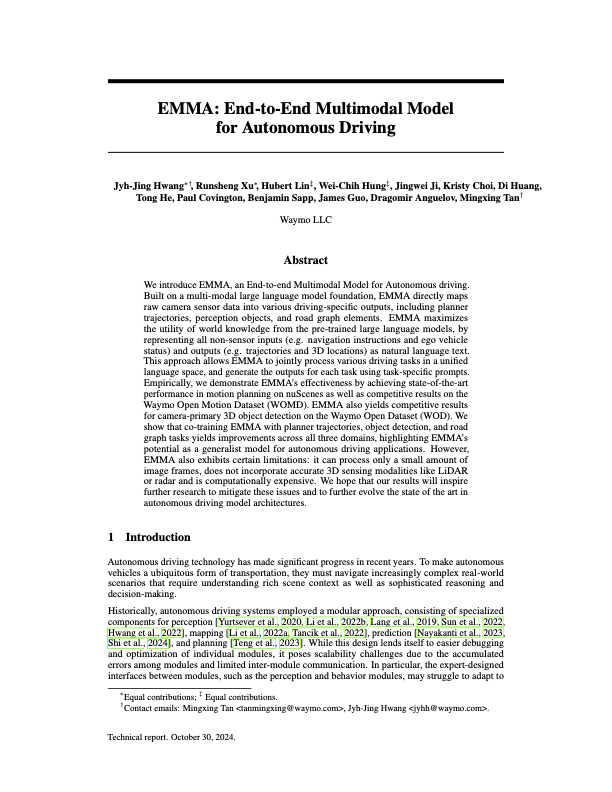 EMMA: End-to-End Multimodal Model
for Autonomous Driving
Jyh-Jing Hwang*†, Runsheng Xu*, Hubert Lin‡, Wei-Chih Hung‡, Jingwei Ji, Kristy Choi, Di Huang,
Tong He, Paul Covington, Benjamin Sapp, James Guo, Dragomir Anguelov, Mingxing Tan†
Waymo LLC
Abstract
We introduce EMMA, an End-to-end Multimodal Model for Autonomous driving.
Built on a multi-modal large language model foundation, EMMA directly maps
raw camera sensor data into various driving-specific outputs, including planner
trajectories, perception objects, and road graph elements. EMMA maximizes
the utility of world knowledge from the pre-trained large language models, by
representing all non-sensor inputs (e.g. navigation instructions and ego vehicle
status) and outputs (e.g. trajectories and 3D locations) as natural language text.
This approach allows EMMA to jointly process various driving tasks in a unified
language space, and generate the outputs for each task using task-specific prompts.
Empirically, we demonstrate EMMA's effectiveness by achieving state-of-the-art
performance in motion planning on nuScenes as well as competitive results on the
Waymo Open Motion Dataset (WOMD). EMMA also yields competitive results
for camera-primary 3D object detection on the Waymo Open Dataset (WOD). We
show that co-training EMMA with planner trajectories, object detection, and road
graph tasks yields improvements across all three domains, highlighting EMMA's
potential as a generalist model for autonomous driving applications. However,
EMMA also exhibits certain limitations: it can process only a small amount of
image frames, does not incorporate accurate 3D sensing modalities like LiDAR
or radar and is computationally expensive. We hope that our results will inspire
further research to mitigate these issues and to further evolve the state of the art in
autonomous driving model architectures.
1 Introduction
Autonomous driving technology has made significant progress in recent years. To make autonomous
vehicles a ubiquitous form of transportation, they must navigate increasingly complex real-world
scenarios that require understanding rich scene context as well as sophisticated reasoning and
decision-making.
Historically, autonomous driving systems employed a modular approach, consisting of specialized
components for perception [Yurtsever et al., 2020, Li et al., 2022b, Lang et al., 2019, Sun et al., 2022,
Hwang et al., 2022], mapping [Li et al., 2022a, Tancik et al., 2022], prediction [Nayakanti et al., 2023,
Shi et al., 2024], and planning [Teng et al., 2023]. While this design lends itself to easier debugging
and optimization of individual modules, it poses scalability challenges due to the accumulated
errors among modules and limited inter-module communication. In particular, the expert-designed
interfaces between modules, such as the perception and behavior modules, may struggle to adapt to
*Equal contributions; ‡ Equal contributions.
†Contact emails: Mingxing Tan <tanmingxing@waymo.com>, Jyh-Jing Hwang <jyhh@waymo.com>.
Technical report. October 30, 2024.